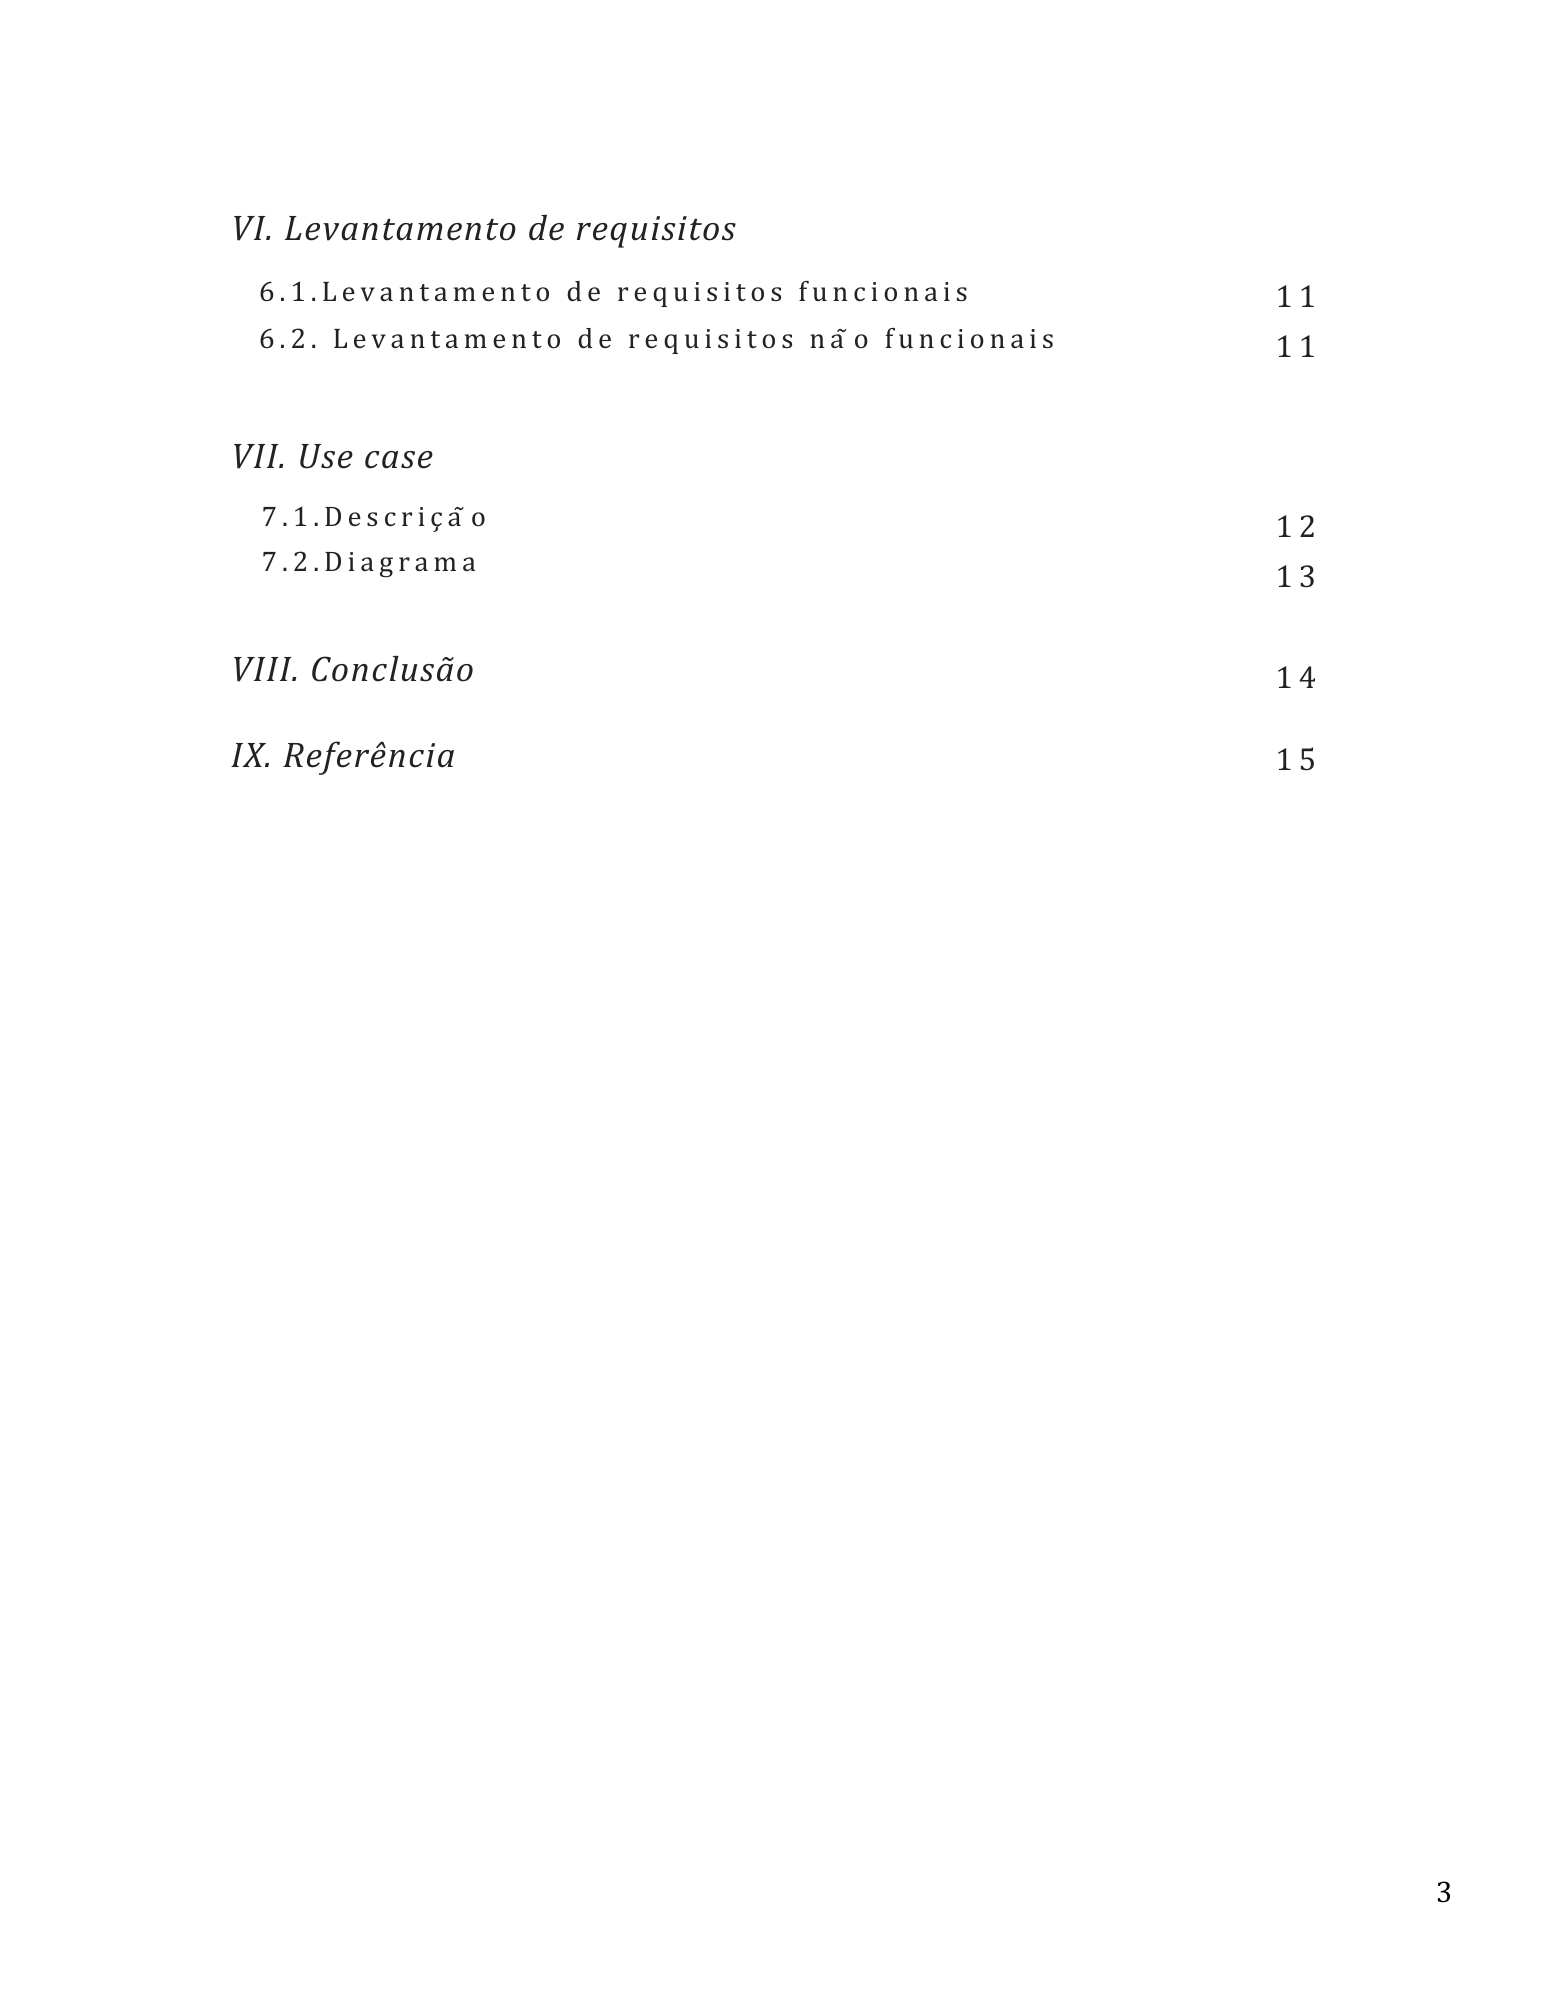 VI. Levantamento de requisitos
6.1.Levantamento de requisitos funcionais 11
6.2. Levantamento de requisitos não funcionais 11
VII. Use case
7.1.Descrição 12
7.2.Diagrama 13
VIII. Conclusão 14
IX. Referência 15
3